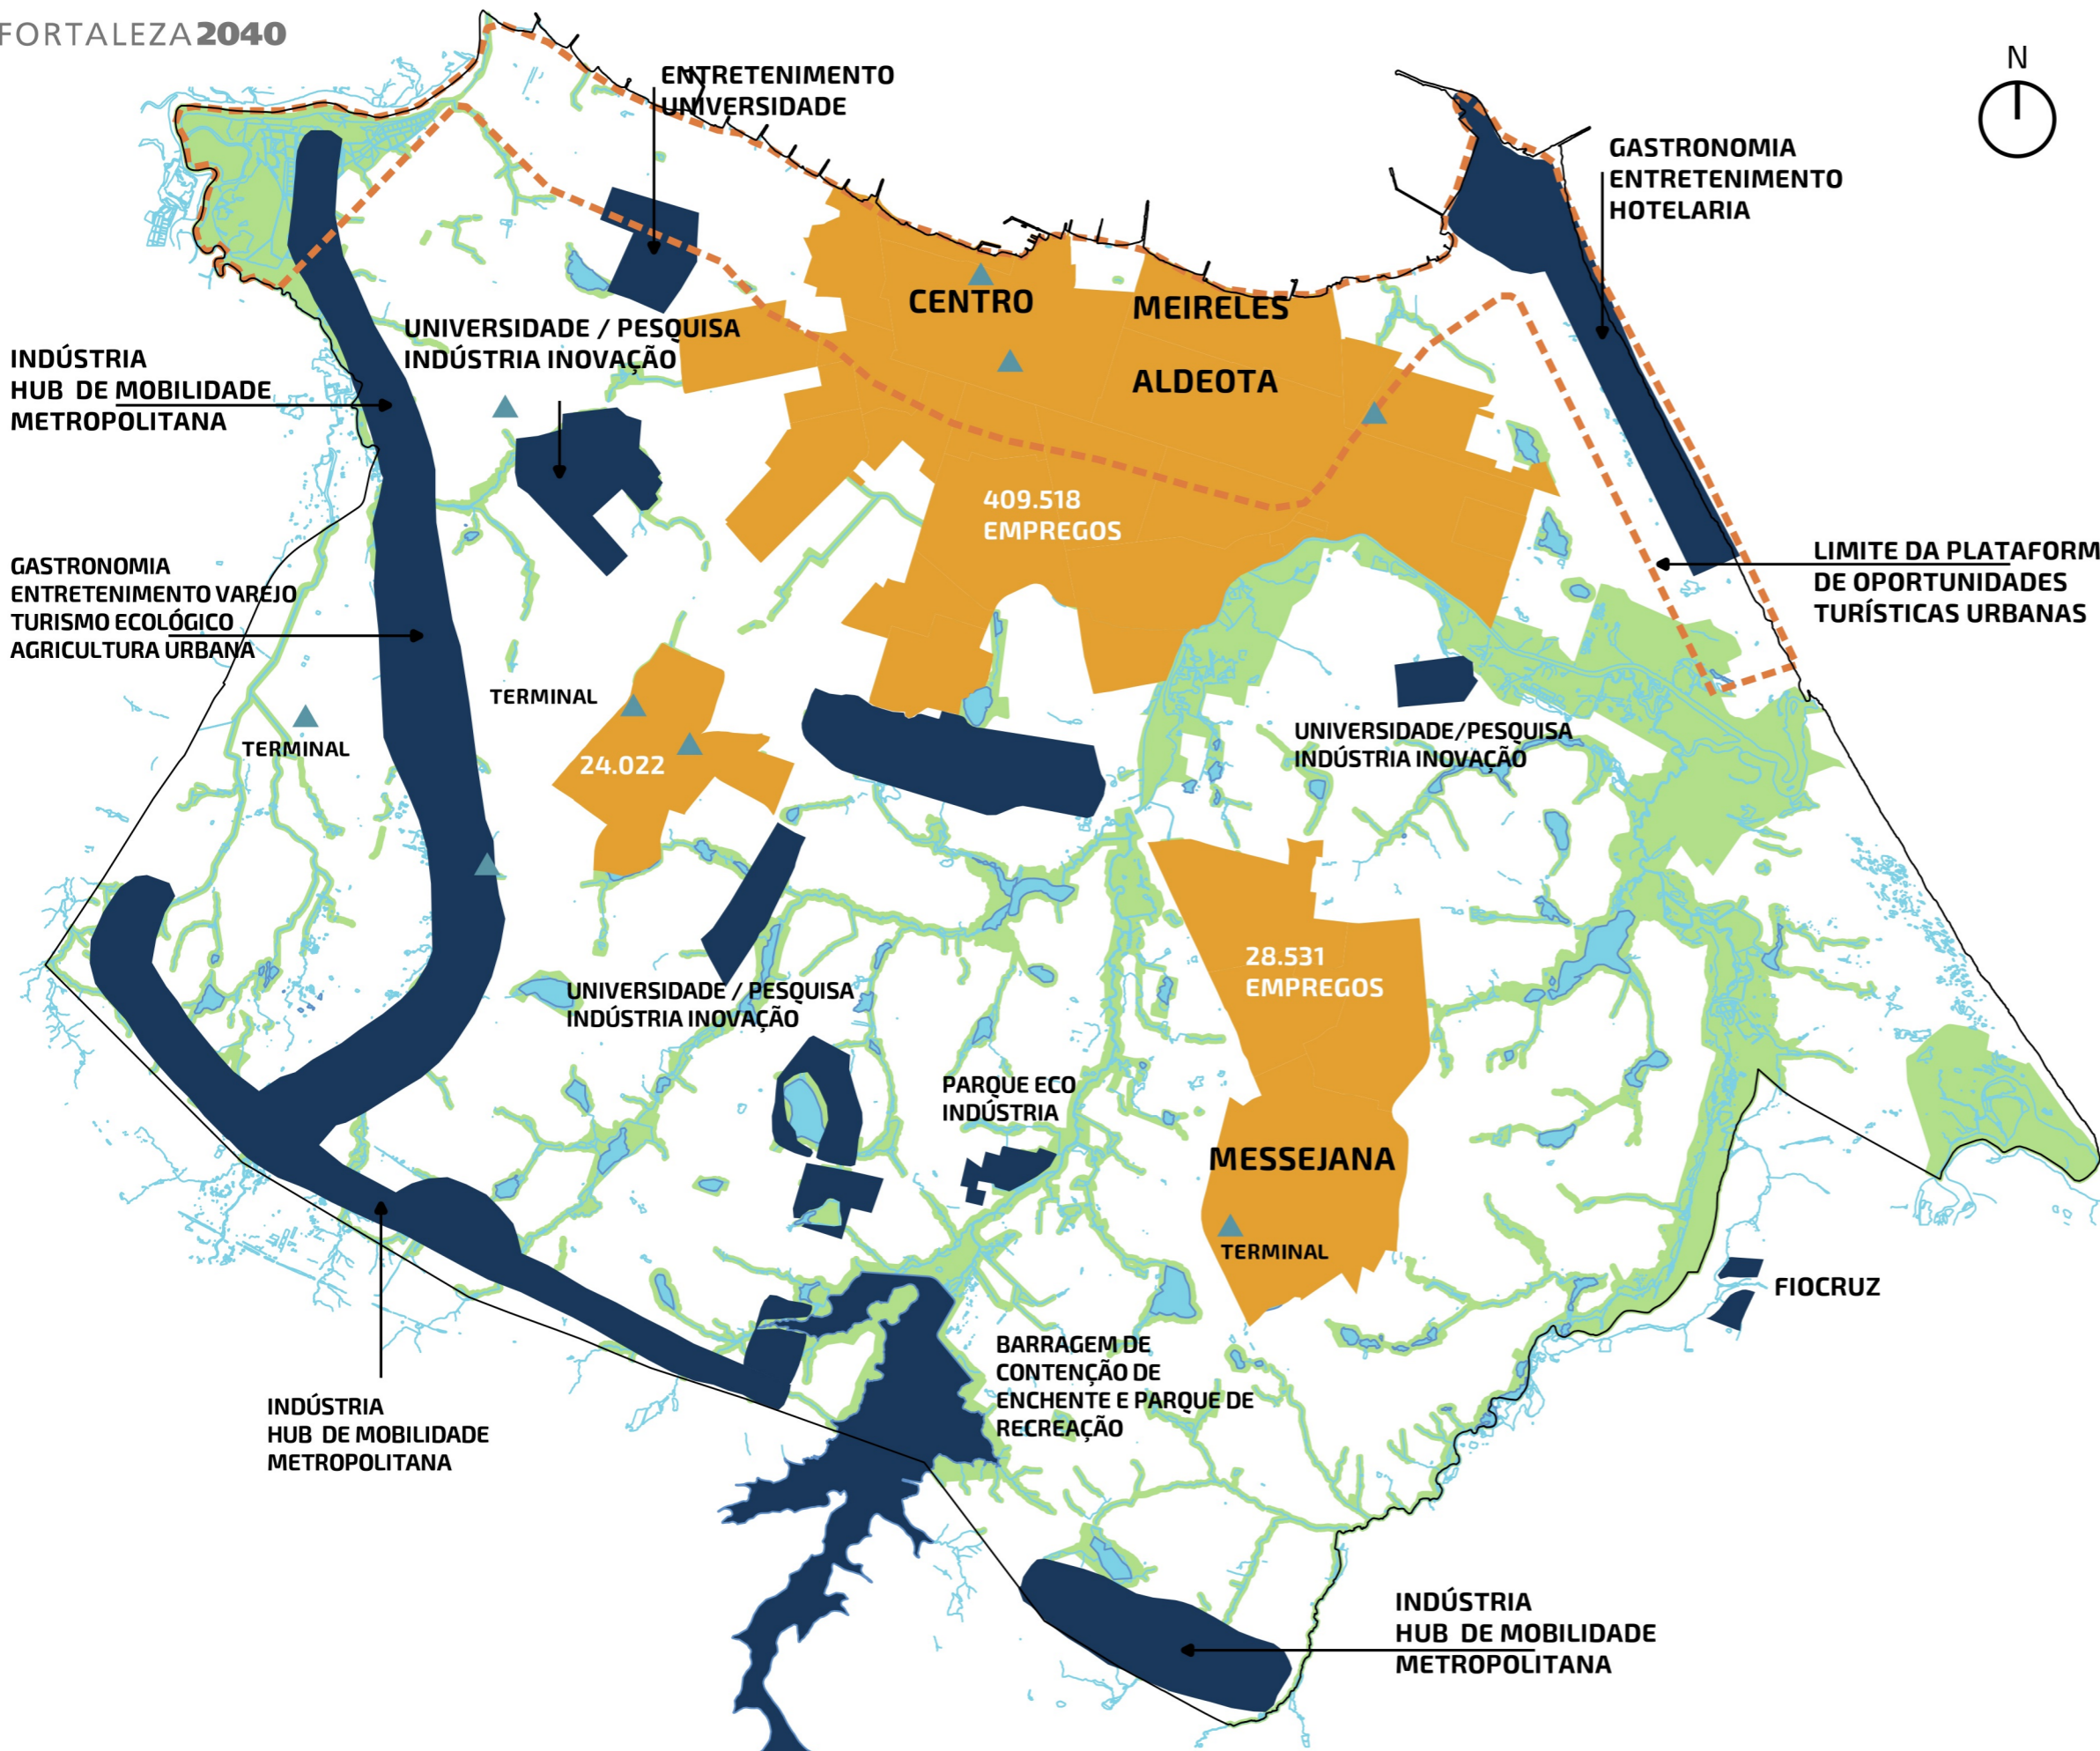 FORTALEZA2040
N
ENTRETENIMENTO
UNIVERSIDADE
GASTRONOMIA
ENTRETENIMENTO
HOTELARIA
CENTRO
MEIRELES
ALDEOTA
UNIVERSIDADE / PESQUISA
INDÚSTRIA INOVAÇÃO
INDÚSTRIA
HUB DE MOBILIDADE
METROPOLITANA
409.518
EMPREGOS
GASTRONOMIA
ENTRETENIMENTO VAREJO
TURISMO ECOLÓGICO
AGRICULTURA URBANA
LIMITE DA PLATAFORM
DE OPORTUNIDADES
TURÍSTICAS URBANAS
TERMINAL
TERMINAL
24.022
UNIVERSIDADE/PESQUISA
INDÚSTRIA INOVAÇÃO
28.531
EMPREGOS
UNIVERSIDADE / PESQUISA
INDÚSTRIA INOVAÇÃO
PARQUE ECO
INDÚSTRIA
MESSEJANA
TERMINAL
FIOCRUZ
BARRAGEM DE
CONTENÇÃO DE
ENCHENTE E PARQUE DE
RECREAÇÃO
INDÚSTRIA
HUB DE MOBILIDADE
METROPOLITANA
INDÚSTRIA
HUB DE MOBILIDADE
METROPOLITANA